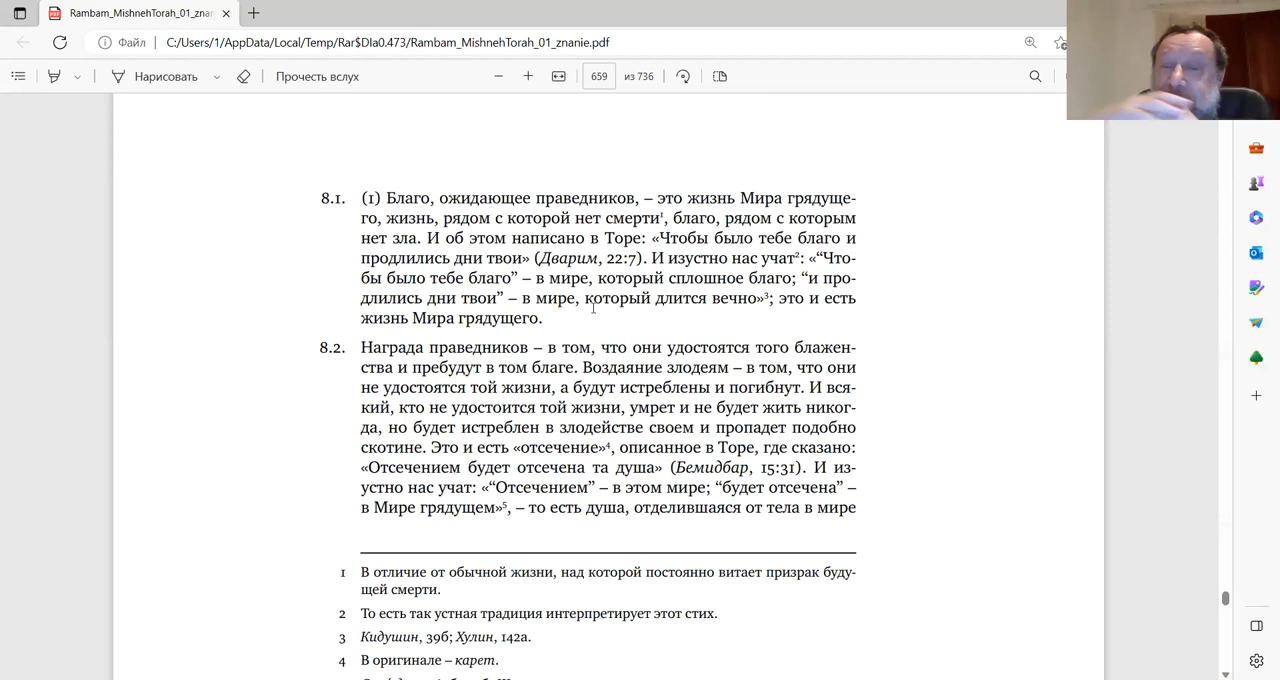 Rambam_MishnehTorah_01_zna
Файл
C:/Users/1/AppData/Local/Temp/Rar$DIa0.473/Rambam_MishnehTorah_01_znanie.pdf
Нарисовать
Прочесть вслух
659
из 736
8.1. (1) Благо, ожидающее праведников, – это жизнь Мира грядуще-
го, жизнь, рядом с которой нет смерти¹, благо, рядом с которым
нет зла. И об этом написано в Торе: «Чтобы было тебе благо и
продлились дни твои» (Дварим, 22:7). И изустно нас учат²: «“Что-
бы было тебе благо” – в мире, который сплошное благо; “и про-
длились дни твои” – в мире, который длится вечно»³; это и есть
жизнь Мира грядущего.
8.2. Награда праведников – в том, что они удостоятся того блажен-
ства и пребудут в том благе. Воздаяние злодеям – в том, что они
не удостоятся той жизни, а будут истреблены и погибнут. И вся-
кий, кто не удостоится той жизни, умрет и не будет жить никог-
да, но будет истреблен в злодействе своем и пропадет подобно
скотине. Это и есть «отсечение»⁴, описанное в Торе, где сказано:
«Отсечением будет отсечена та душа» (Бемидбар, 15:31). И из-
устно нас учат: «“Отсечением” – в этом мире; “будет отсечена” –
в Мире грядущем»⁵, – то есть душа, отделившаяся от тела в мире
1 В отличие от обычной жизни, над которой постоянно витает призрак буду-
щей смерти.
2 То есть так устная традиция интерпретирует этот стих.
3 Кидушин, 39б; Хулин, 142а.
4 В оригинале – карет.